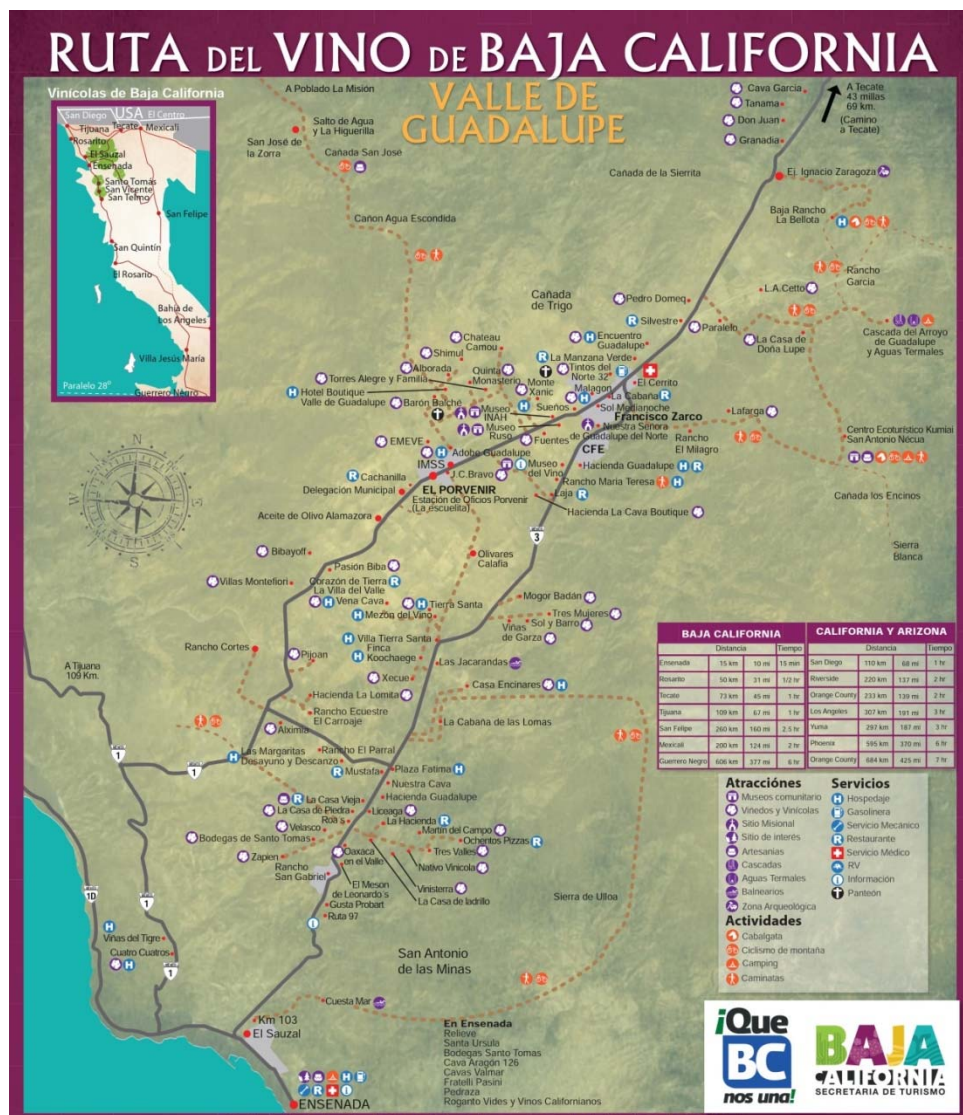 RUTA DEL VINO DE BAJA CALIFORNIA
VALLE DE
GUADALUPE
Vinícolas de Baja California
San Diego
USA
El Centro
Tijuana
Tecate
Mexicali
Rosarito
El Sauzal
Ensenada
Santo Tomás
San Vicente
San Telmo
San Felipe
San Quintín
El Rosario
Bahía de
Los Angeles
Villa Jesús María
Paralelo 28°
Guerrero Negro
A Poblado La Misión
Salto de Agua
y La Higuerilla
San José de
la Zorra
Cañada San José
Cañon Agua Escondida
Cava Garcia
Tanama
Don Juan
Granadia
A Tecate
43 millas
69 km.
(Camino
a Tecate)
Ej. Ignacio Zaragoza
Cañada de la Sierrita
Baja Rancho
La Bellota
Rancho
Garcia
L.A.Cetto
Cañada
de Trigo
Pedro Domeq
Silvestre
Paralelo
La Casa de
Doña Lupe
Cascada del Arroyo
de Guadalupe
y Aguas Termales
Chateau
Camou
Shimul
Alborada
Quinta
Monasterio
Torres Alegre y Familia
Hotel Boutique
Valle de Guadalupe
Barón Balché
Encuentro
Guadalupe
La Manzana Verde
Tintos del
Norte 32
Malagon
Monte
Xanic
El Cerrito
La Cabaña
Sueños
Sol Medianoche
Museo
INAH
Museo
Ruso
Francisco Zarco
Nuestra Senora
de Guadalupe del Norte
CFE
Fuentes
Rancho
El Milagro
Lafarga
Centro Ecoturístico Kumiai
San Antonio Nécua
EMEVE
Adobe Guadalupe
IMSS
J.C.Bravo
Museo
del Vino
Hacienda Guadalupe
Cachanilla
Delegación Municipal
EL PORVENIR
Estación de Oficios Porvenir
(La escuelita)
Rancho Maria Teresa
Laja
Hacienda La Cava Boutique
Cañada los Encinos
Sierra
Blanca
Aceite de Olivo Alamazora
3
Bibayoff
Pasión Biba
Olivares
Calafia
Villas Montefiori
Corazón de Tierra
La Villa del Valle
Vena Cava
Tierra Santa
Mezón del Vino
Mogor Badán
Tres Mujeres
Sol y Barro
Viñas
de Garza
Villa Tierra Santa
Finca
Koochaege
Las Jacarandas
Rancho Cortes
Pijoan
Xecue
Casa Encinares
Hacienda La Lomita
Rancho Ecuestre
El Carroaje
La Cabaña de las Lomas
A Tijuana
109 Km.
Alximia
Las Margaritas
Desayuno y Descanzo
Rancho El Parral
Mustafa
Plaza Fatima
Nuestra Cava
Hacienda Guadalupe
1
1
La Casa Vieja
La Casa de Piedra
Roja´s
Liceaga
La Hacienda
Velasco
Martín del Campo
Bodegas de Santo Tomas
Ochentos Pizzas
Zapien
Oaxaca
en el Valle
Tres Valles
Rancho
San Gabriel
Nativo Vinicola
Vinisterra
La Casa de ladrillo
El Meson
de Leonardo´s
Gusta Probart
Ruta 97
Sierra de Ulloa
1D
1
Viñas del Tigre
Cuatro Cuatros
1
San Antonio
de las Minas
Cuesta Mar
Km 103
El Sauzal
ENSENADA
En Ensenada
Relieve
Santa Ursula
Bodegas Santo Tomas
Cava Aragón 126
Cavas Valmar
Fratelli Pasini
Pedraza
Roganto Vides y Vinos Californianos
BAJA CALIFORNIA
Distancia Tiempo
Ensenada 15 km 10 mi 15 min
Rosarito 50 km 31 mi 1/2 hr
Tecate 73 km 45 mi 1 hr
Tijuana 109 km 67 mi 1 hr
San Felipe 260 km 160 mi 2.5 hr
Mexicali 200 km 124 mi 2 hr
Guerrero Negro 606 km 377 mi 6 hr
CALIFORNIA Y ARIZONA
Distancia Tiempo
San Diego 110 km 68 mi 1 hr
Riverside 220 km 137 mi 2 hr
Orange County 233 km 139 mi 2 hr
Los Angeles 307 km 191 mi 3 hr
Yuma 297 km 187 mi 3 hr
Phoenix 595 km 370 mi 6 hr
Orange County 684 km 425 mi 7 hr
Atracciónes
Museos comunitario
Viñedos y Vinícolas
Sitio Misional
Sitio de interés
Artesanias
Cascadas
Aguas Termales
Balnearios
Zona Arqueológica
Actividades
Cabalgata
Ciclismo de montaña
Camping
Caminatas
Servicios
Hospedaje
Gasolinera
Servicio Mecánico
Restaurante
Servicio Médico
RV
Información
Panteón
¡Que
BC
nos una!
BAJA
CALIFORNIA
SECRETARIA DE TURISMO